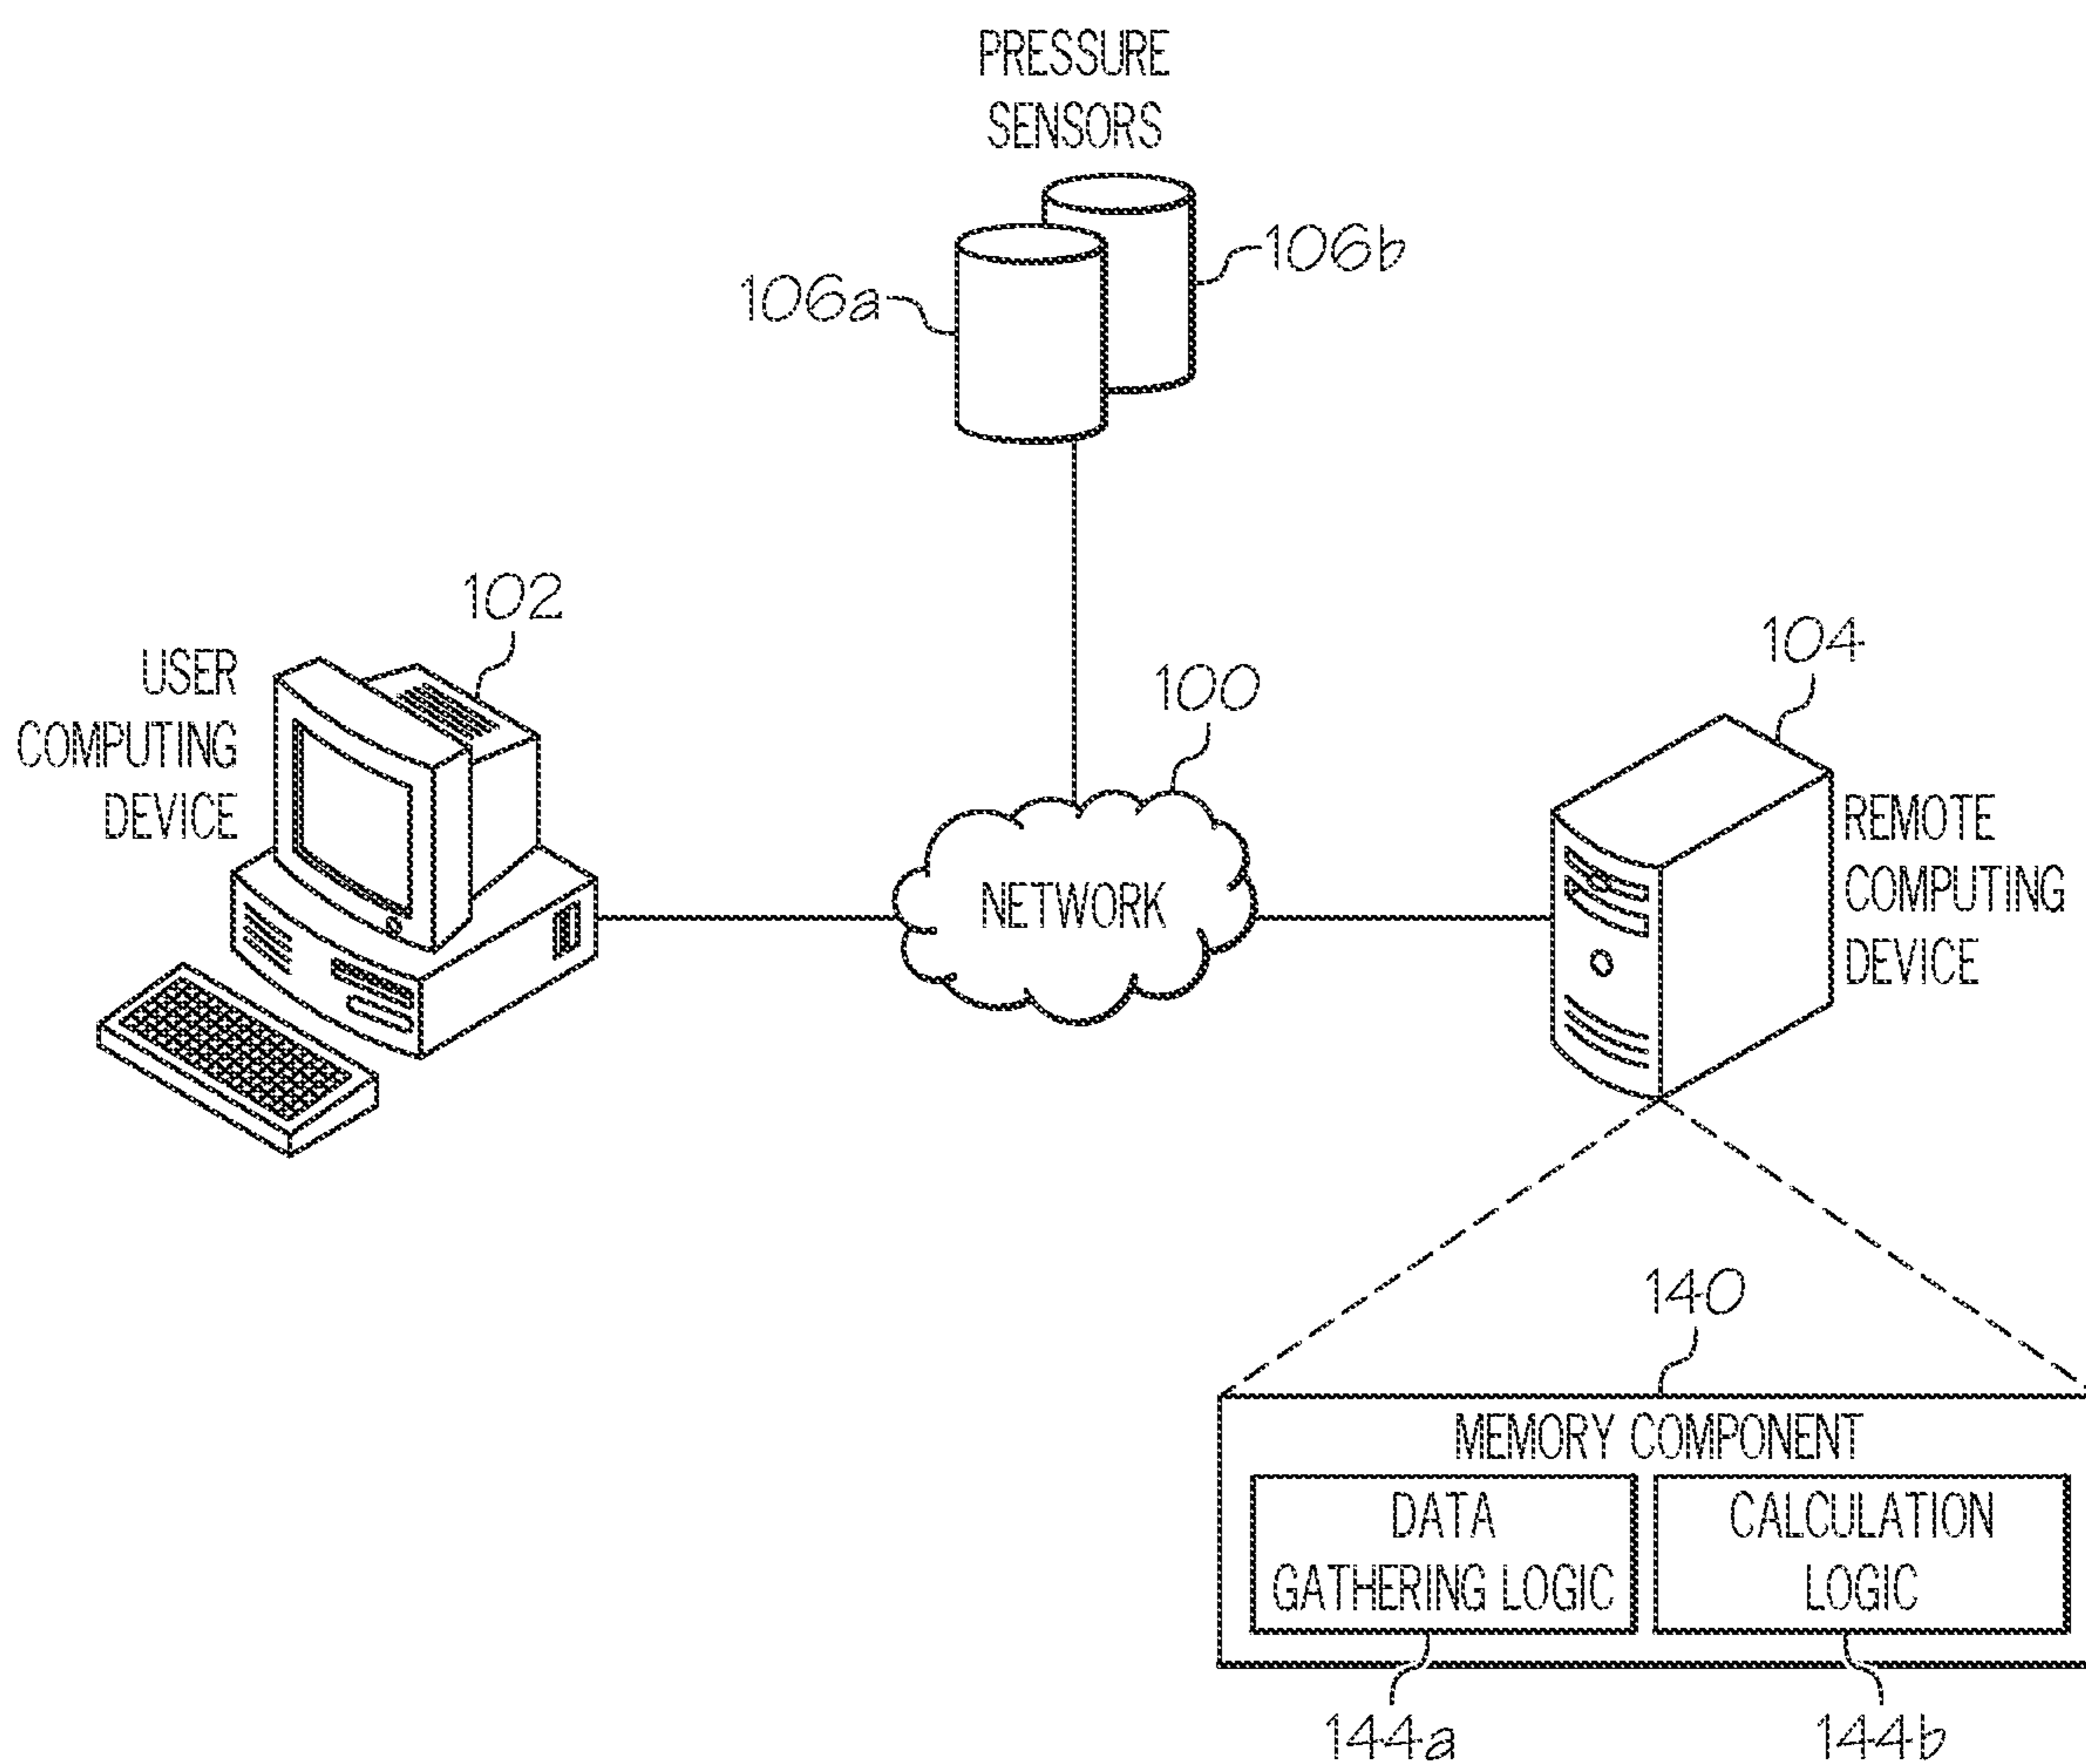 PRESSURE
SENSORS
106b
106a
102
USER
COMPUTING
DEVICE
100
NETWORK
104
REMOTE
COMPUTING
DEVICE
140
MEMORY COMPONENT
DATA
GATHERING LOGIC
CALCULATION
LOGIC
144a
144b